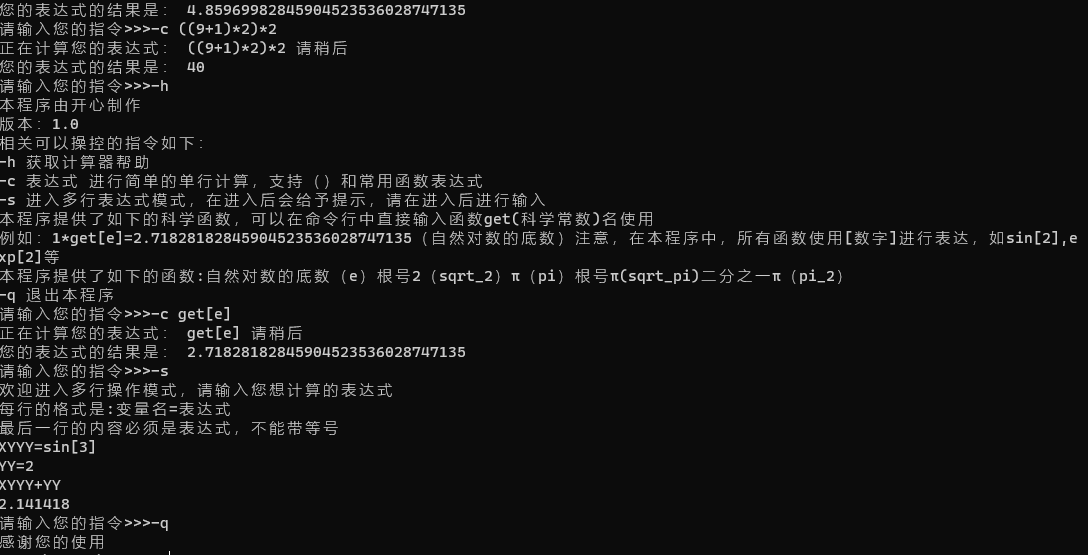 您的表达式的结果是： 4.85969982845904523536028747135
请输入您的指令>>>-c ((9+1)*2)*2
正在计算您的表达式： ((9+1)*2)*2 请稍后
您的表达式的结果是： 40
请输入您的指令>>>-h
本程序由开心制作
版本：1.0
相关可以操控的指令如下：
-h 获取计算器帮助
-c 表达式 进行简单的单行计算，支持（）和常用函数表达式
-s 进入多行表达式模式，在进入后会给予提示，请在进入后进行输入
本程序提供了如下的科学函数，可以在命令行中直接输入函数get(科学常数)名使用
例如：1*get[e]=2.71828182845904523536028747135（自然对数的底数）注意，在本程序中，所有函数使用[数字]进行表达，如sin[2],e
xp[2]等
本程序提供了如下的函数:自然对数的底数（e）根号2（sqrt_2）π（pi）根号π(sqrt_pi)二分之一π（pi_2）
-q 退出本程序
请输入您的指令>>>-c get[e]
正在计算您的表达式： get[e] 请稍后
您的表达式的结果是： 2.71828182845904523536028747135
请输入您的指令>>>-s
欢迎进入多行操作模式，请输入您想计算的表达式
每行的格式是:变量名=表达式
最后一行的内容必须是表达式，不能带等号
XYYY=sin[3]
YY=2
XYYY+YY
2.141418
请输入您的指令>>>-q
感谢您的使用